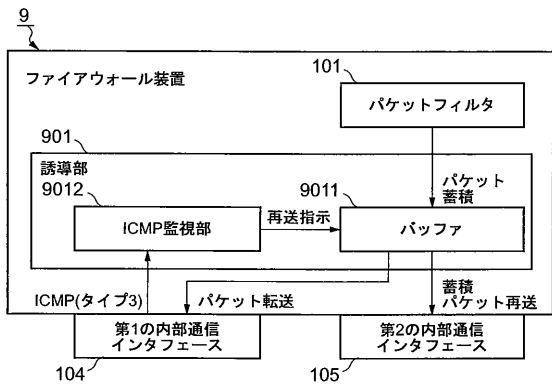 9
ファイアウォール装置
101
パケットフィルタ
901
誘導部
パケット
蓄積
9012
9011
ICMP監視部
再送指示
バッファ
ICMP(タイプ3)
パケット転送
蓄積
パケット再送
第1の内部通信
インタフェース
第2の内部通信
インタフェース
104
105